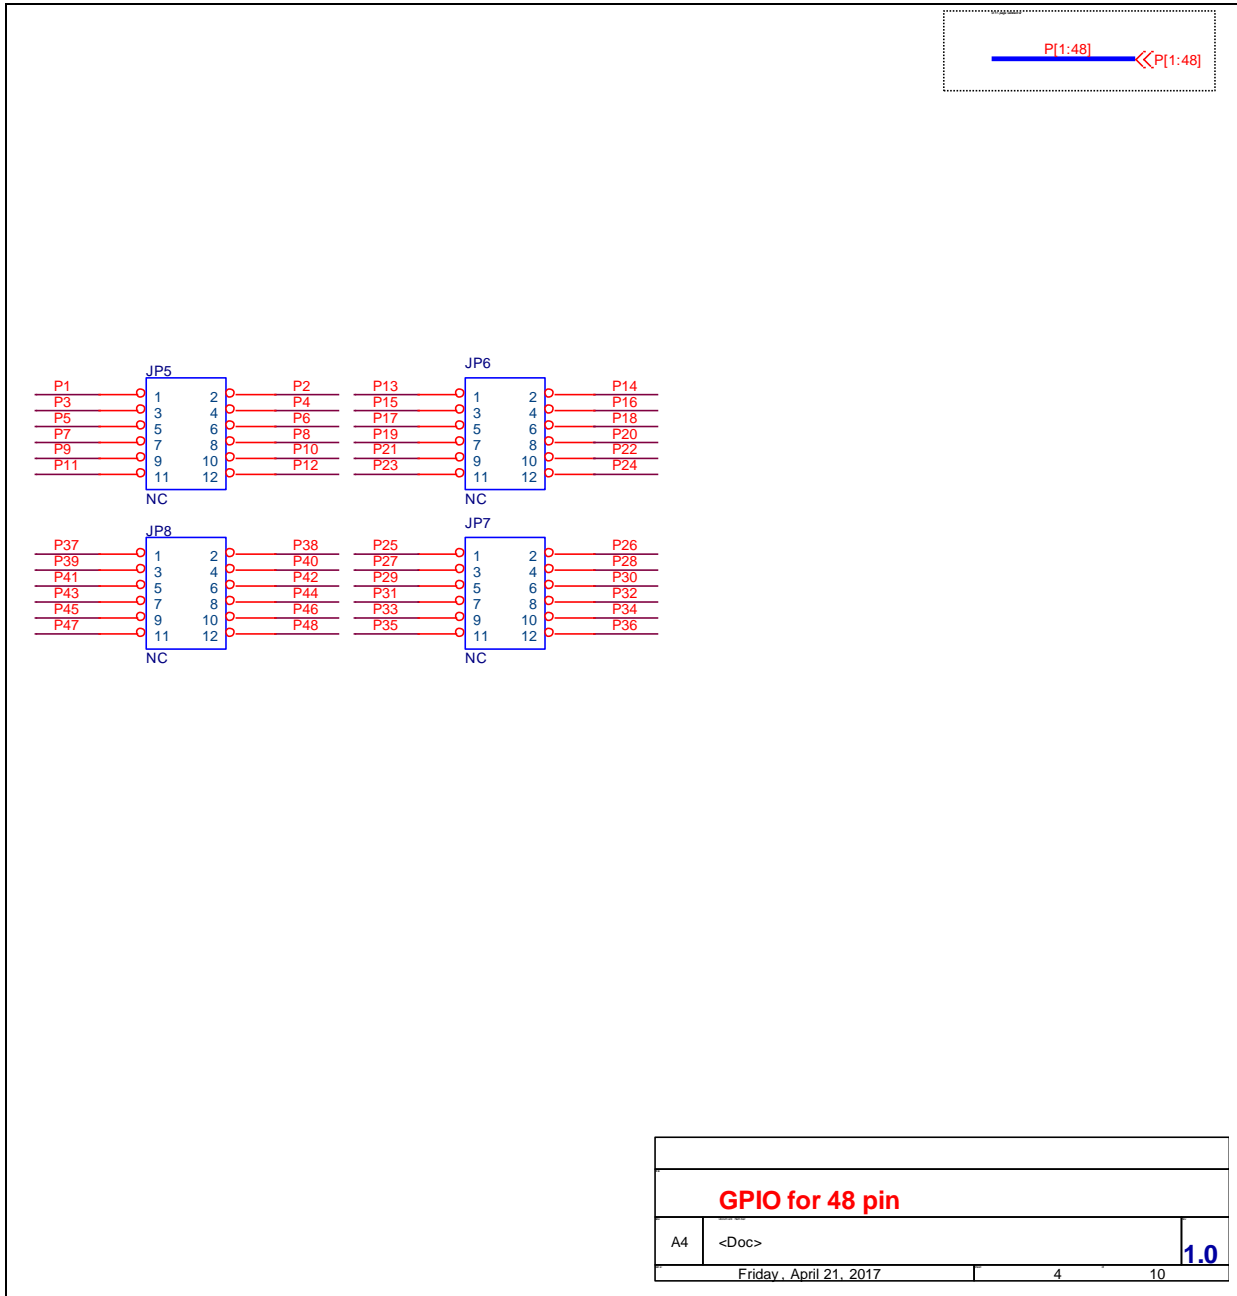 P[1:48] P[1:48]
JP5 JP6
P1 1 2 P2 P13 1 2 P14
P3 3 4 P4 P15 3 4 P16
P5 5 6 P6 P17 5 6 P18
P7 7 8 P8 P19 7 8 P20
P9 9 10 P10 P21 9 10 P22
P11 11 12 P12 P23 11 12 P24
NC NC
JP8 JP7
P37 1 2 P38 P25 1 2 P26
P39 3 4 P40 P27 3 4 P28
P41 5 6 P42 P29 5 6 P30
P43 7 8 P44 P31 7 8 P32
P45 9 10 P46 P33 9 10 P34
P47 11 12 P48 P35 11 12 P36
NC NC
GPIO for 48 pin
A4 <Doc> 1.0
Friday, April 21, 2017 4 10